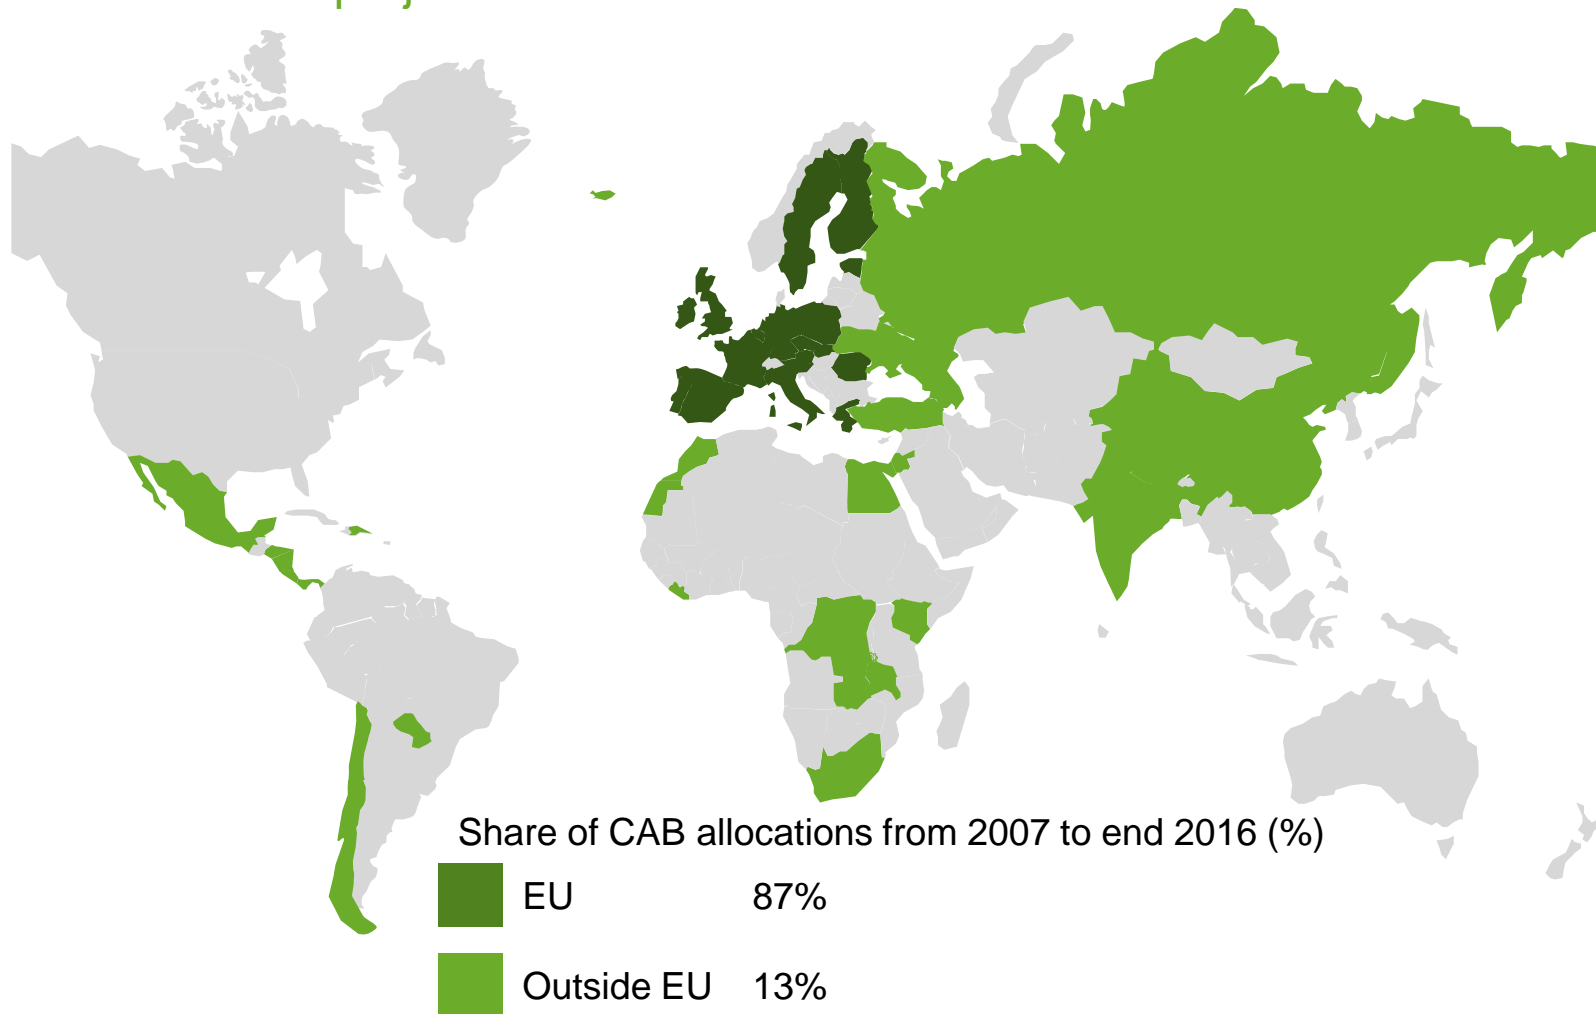 Share of CAB allocations from 2007 to end 2016 (%)
EU 87%
Outside EU 13%